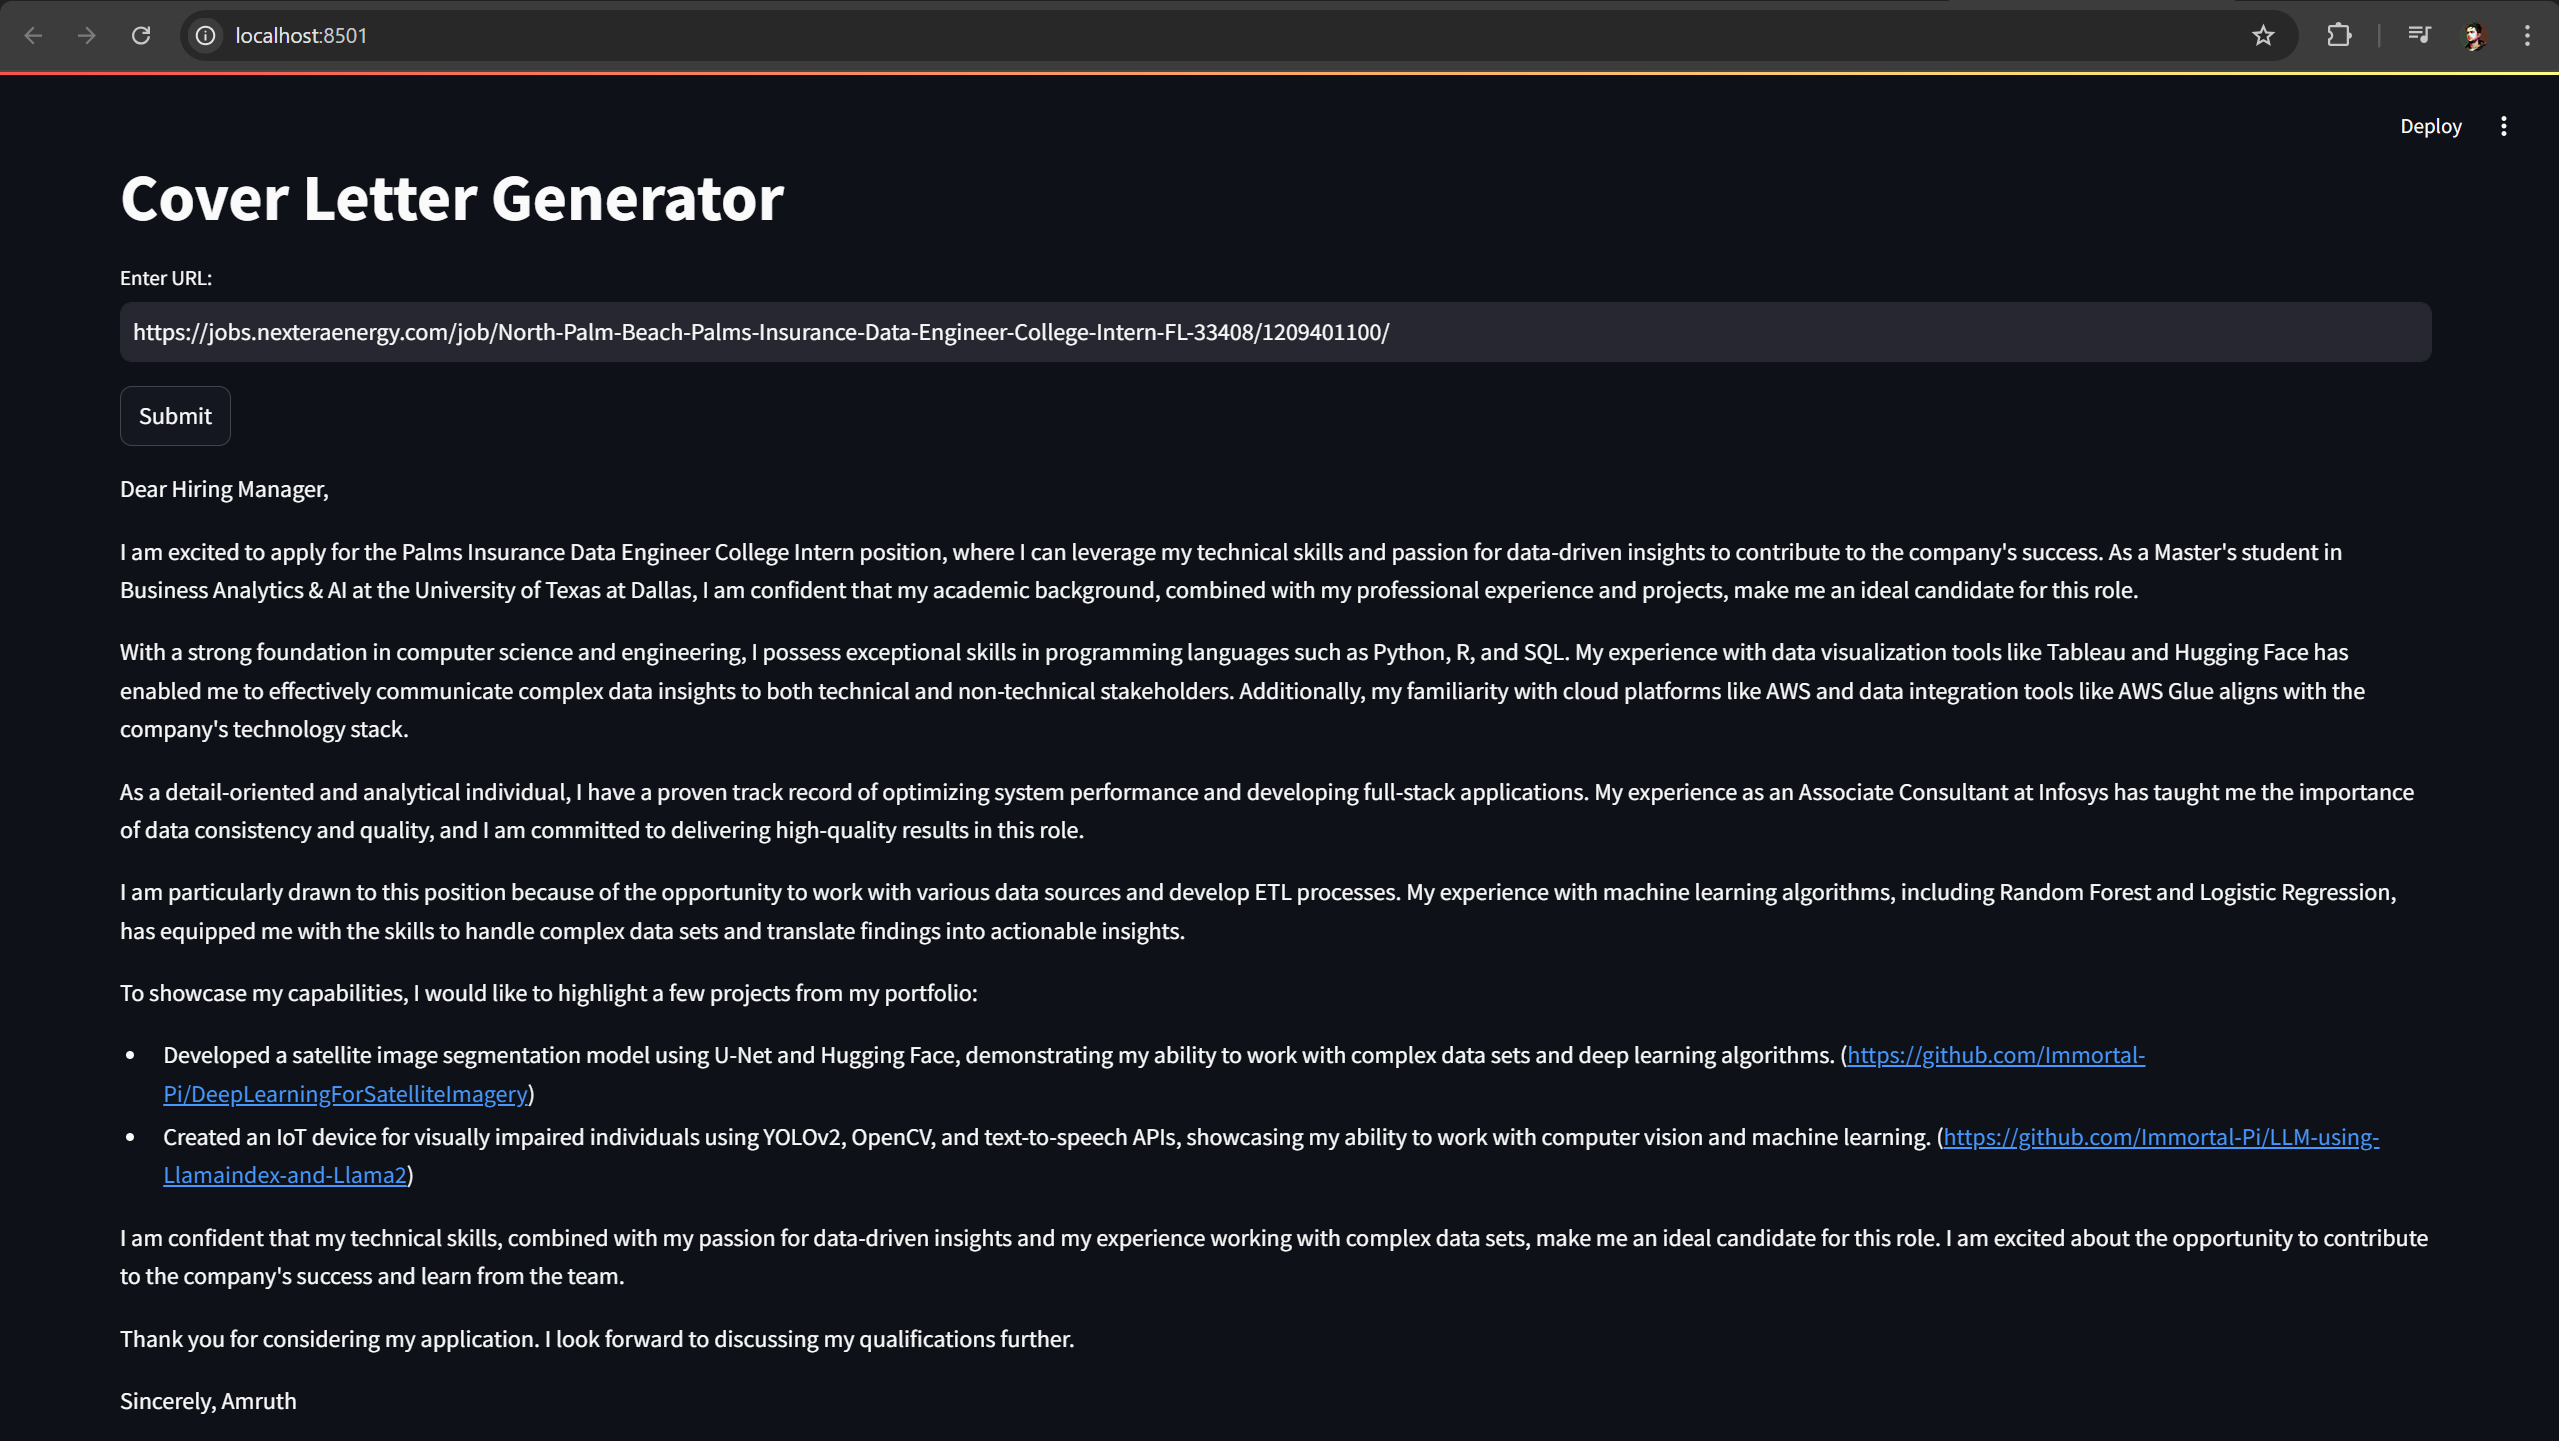 localhost:8501
Deploy
Cover Letter Generator
Enter URL:
https://jobs.nexteraenergy.com/job/North-Palm-Beach-Palms-Insurance-Data-Engineer-College-Intern-FL-33408/1209401100/
Submit
Dear Hiring Manager,
I am excited to apply for the Palms Insurance Data Engineer College Intern position, where I can leverage my technical skills and passion for data-driven insights to contribute to the company's success. As a Master's student in
Business Analytics & AI at the University of Texas at Dallas, I am confident that my academic background, combined with my professional experience and projects, make me an ideal candidate for this role.
With a strong foundation in computer science and engineering, I possess exceptional skills in programming languages such as Python, R, and SQL. My experience with data visualization tools like Tableau and Hugging Face has
enabled me to effectively communicate complex data insights to both technical and non-technical stakeholders. Additionally, my familiarity with cloud platforms like AWS and data integration tools like AWS Glue aligns with the
company's technology stack.
As a detail-oriented and analytical individual, I have a proven track record of optimizing system performance and developing full-stack applications. My experience as an Associate Consultant at Infosys has taught me the importance
of data consistency and quality, and I am committed to delivering high-quality results in this role.
I am particularly drawn to this position because of the opportunity to work with various data sources and develop ETL processes. My experience with machine learning algorithms, including Random Forest and Logistic Regression,
has equipped me with the skills to handle complex data sets and translate findings into actionable insights.
To showcase my capabilities, I would like to highlight a few projects from my portfolio:
• Developed a satellite image segmentation model using U-Net and Hugging Face, demonstrating my ability to work with complex data sets and deep learning algorithms. (https://github.com/Immortal-
Pi/DeepLearningForSatelliteImagery)
• Created an IoT device for visually impaired individuals using YOLOv2, OpenCV, and text-to-speech APIs, showcasing my ability to work with computer vision and machine learning. (https://github.com/Immortal-Pi/LLM-using-
Llamaindex-and-Llama2)
I am confident that my technical skills, combined with my passion for data-driven insights and my experience working with complex data sets, make me an ideal candidate for this role. I am excited about the opportunity to contribute
to the company's success and learn from the team.
Thank you for considering my application. I look forward to discussing my qualifications further.
Sincerely, Amruth